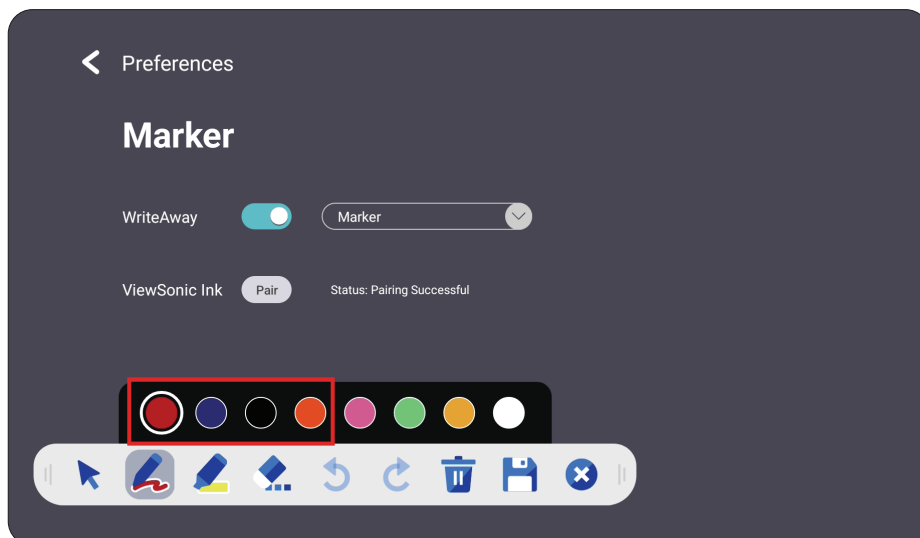 Preferences
Marker
WriteAway Marker
ViewSonic Ink Pair Status: Pairing Successful